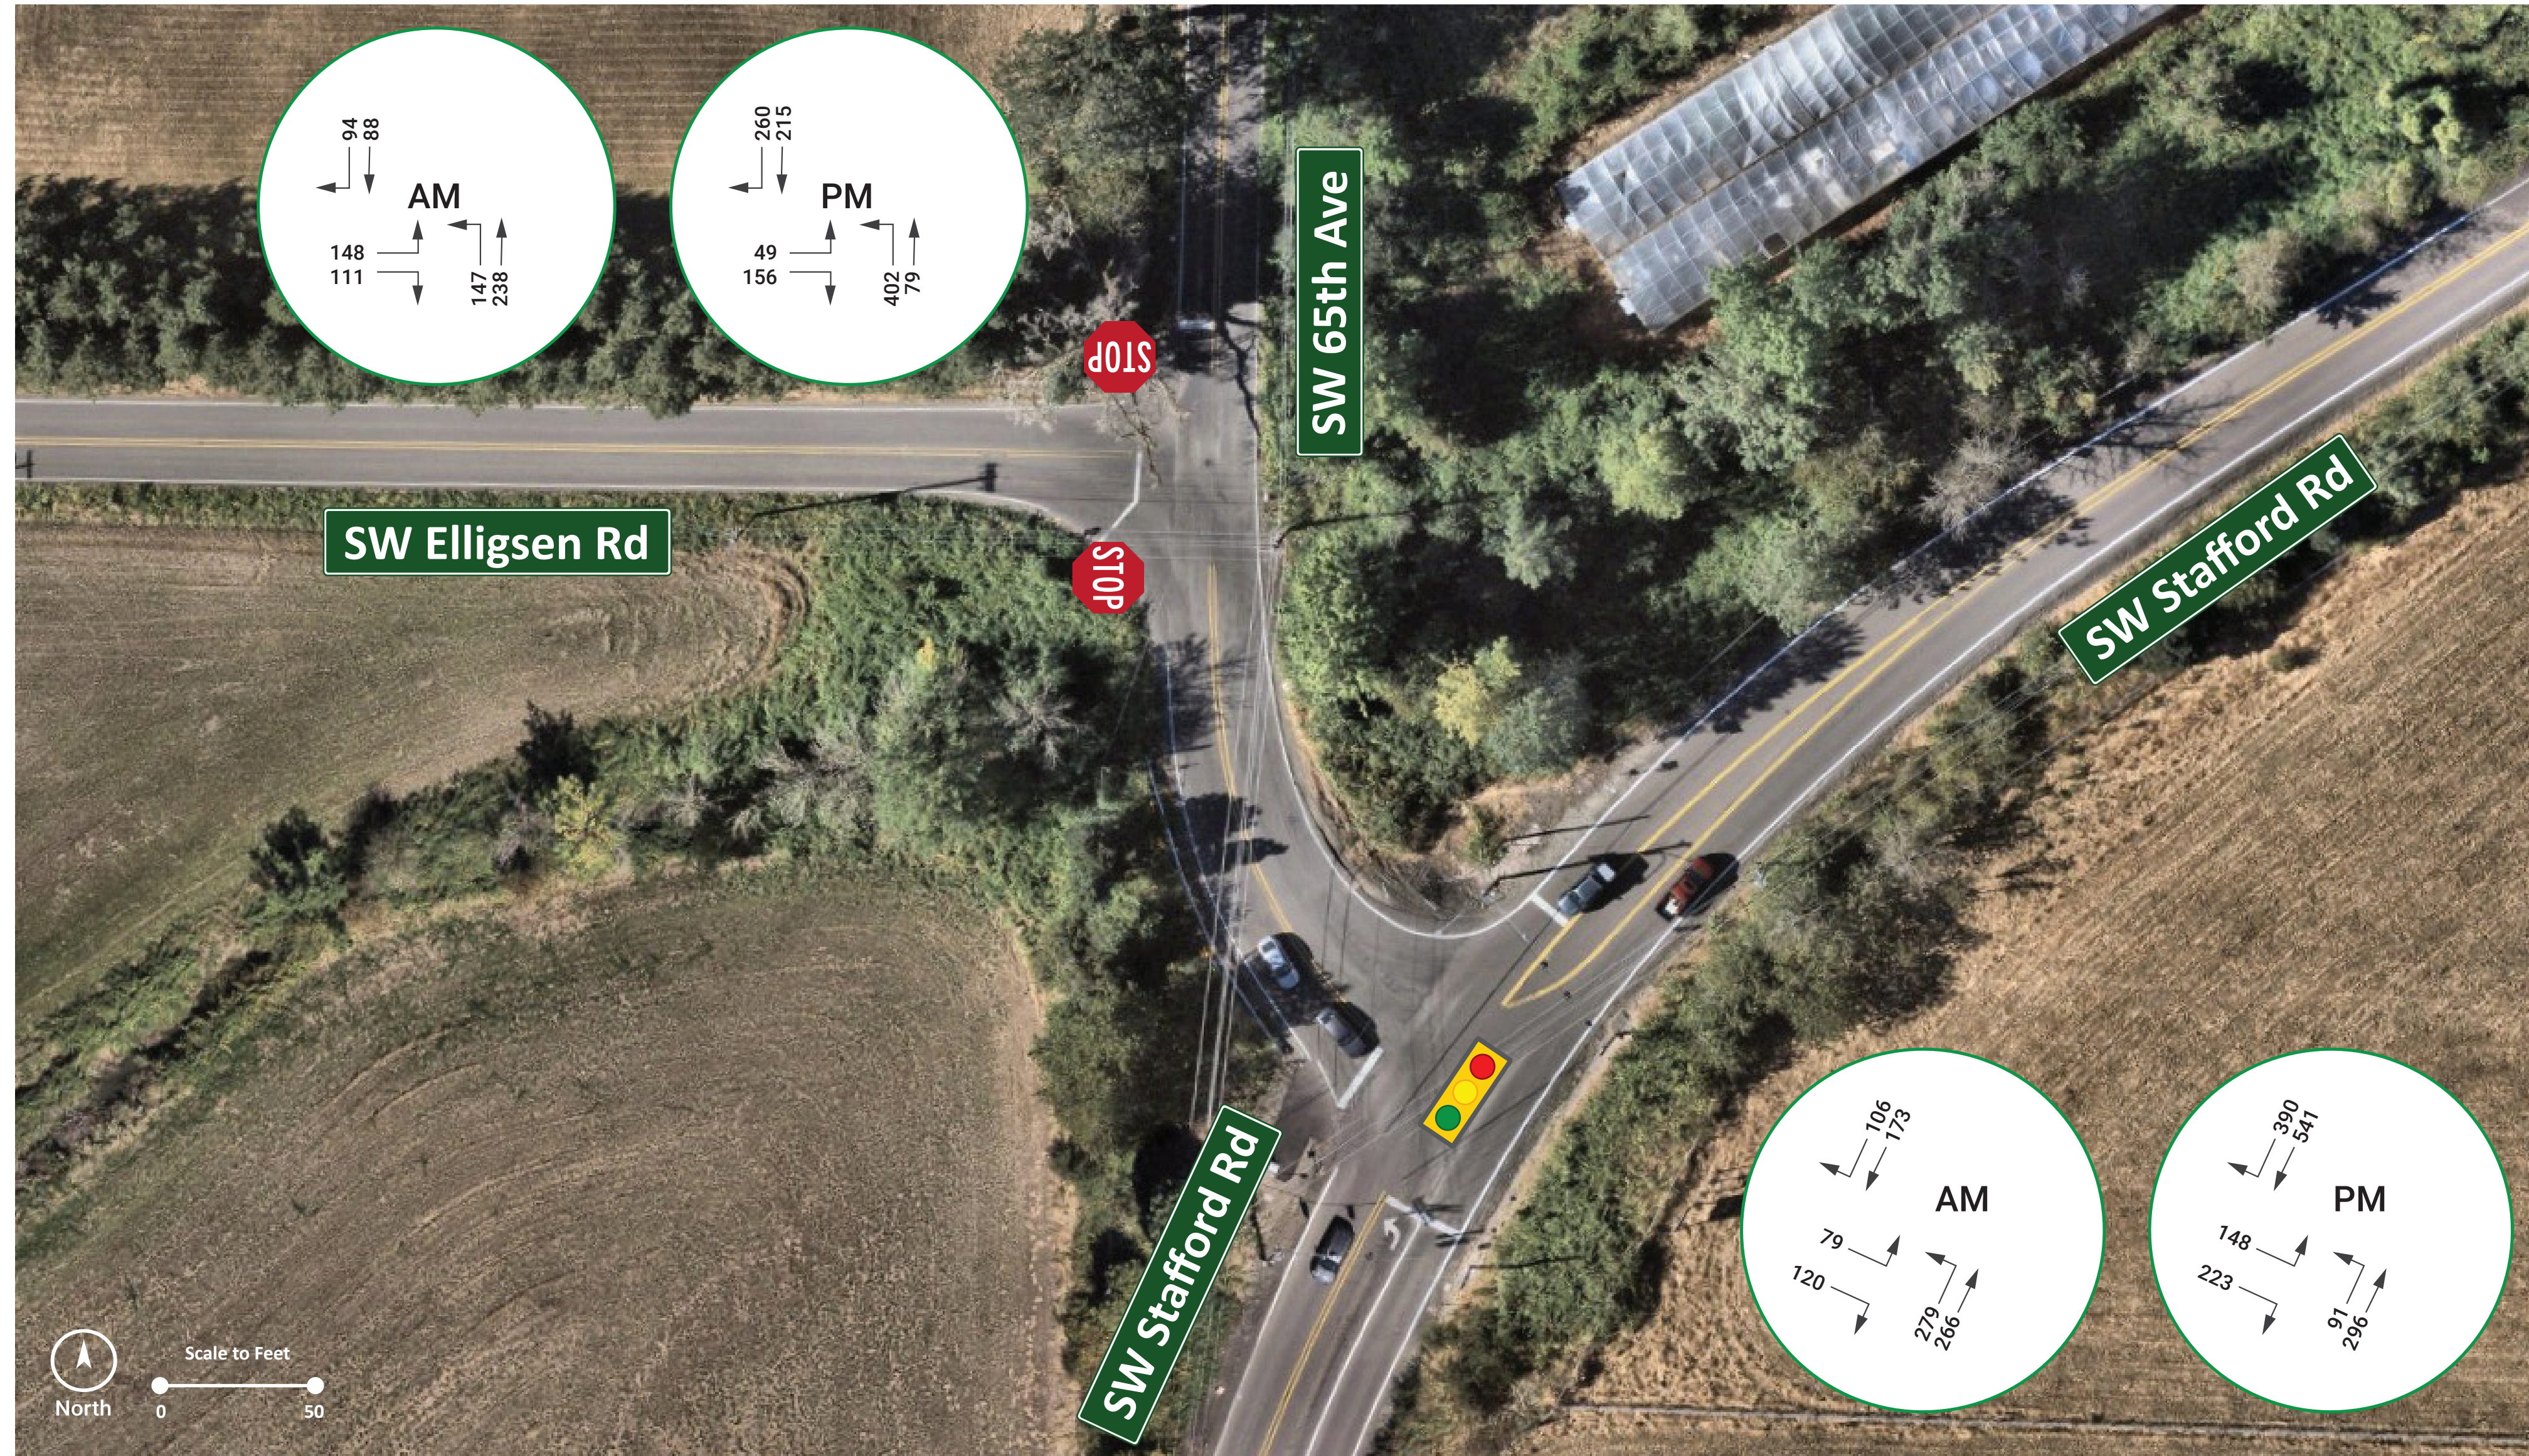 94
88
AM
148
111
147
238
260
215
PM
49
156
402
79
SW 65th Ave
STOP
SW Elligsen Rd
STOP
SW Stafford Rd
SW Stafford Rd
106
173
AM
79
120
279
266
390
541
PM
148
223
91
296
North
Scale to Feet
0 50